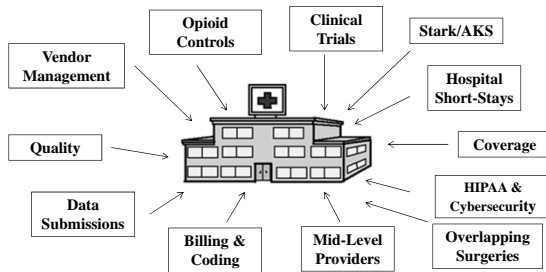 Opioid
Controls
Clinical
Trials
Stark/AKS
Vendor
Management
Hospital
Short-Stays
Quality
Coverage
Data
Submissions
HIPAA &
Cybersecurity
Billing &
Coding
Mid-Level
Providers
Overlapping
Surgeries